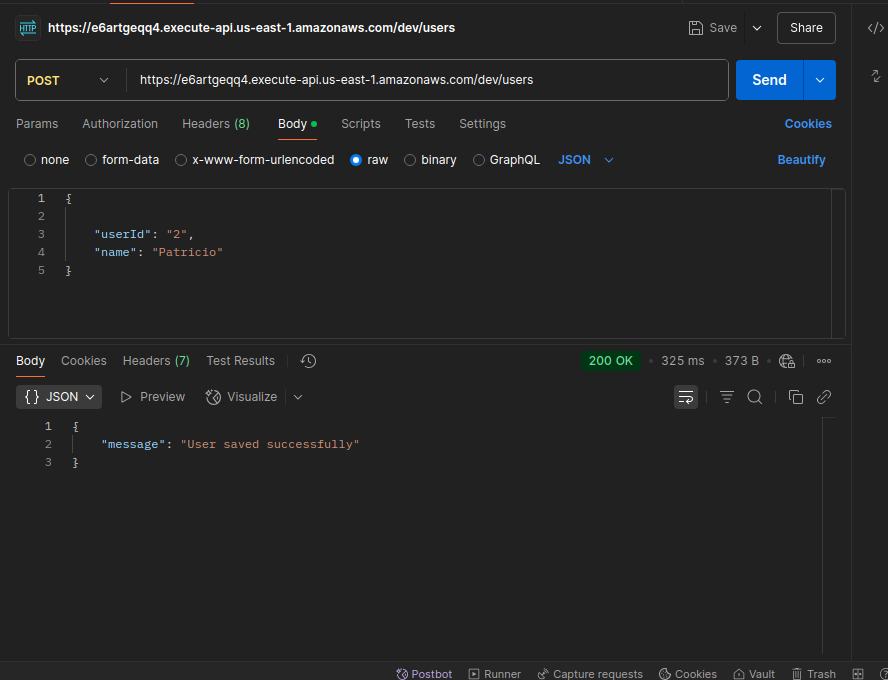 HTTP https://e6artgeqq4.execute-api.us-east-1.amazonaws.com/dev/users Save Share </>
POST https://e6artgeqq4.execute-api.us-east-1.amazonaws.com/dev/users Send
Params Authorization Headers (8) Body Scripts Tests Settings Cookies
none form-data x-www-form-urlencoded raw binary GraphQL JSON Beautify
1 {
2
3 "userId": "2",
4 "name": "Patricio"
5 }
Body Cookies Headers (7) Test Results 200 OK • 325 ms • 373 B
{} JSON Preview Visualize
1 {
2 "message": "User saved successfully"
3 }
Postbot Runner Capture requests Cookies Vault Trash